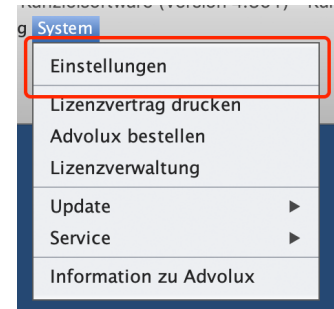 g System
Einstellungen
Lizenzvertrag drucken
Advolux bestellen
Lizenzverwaltung
Update
Service
Information zu Advolux